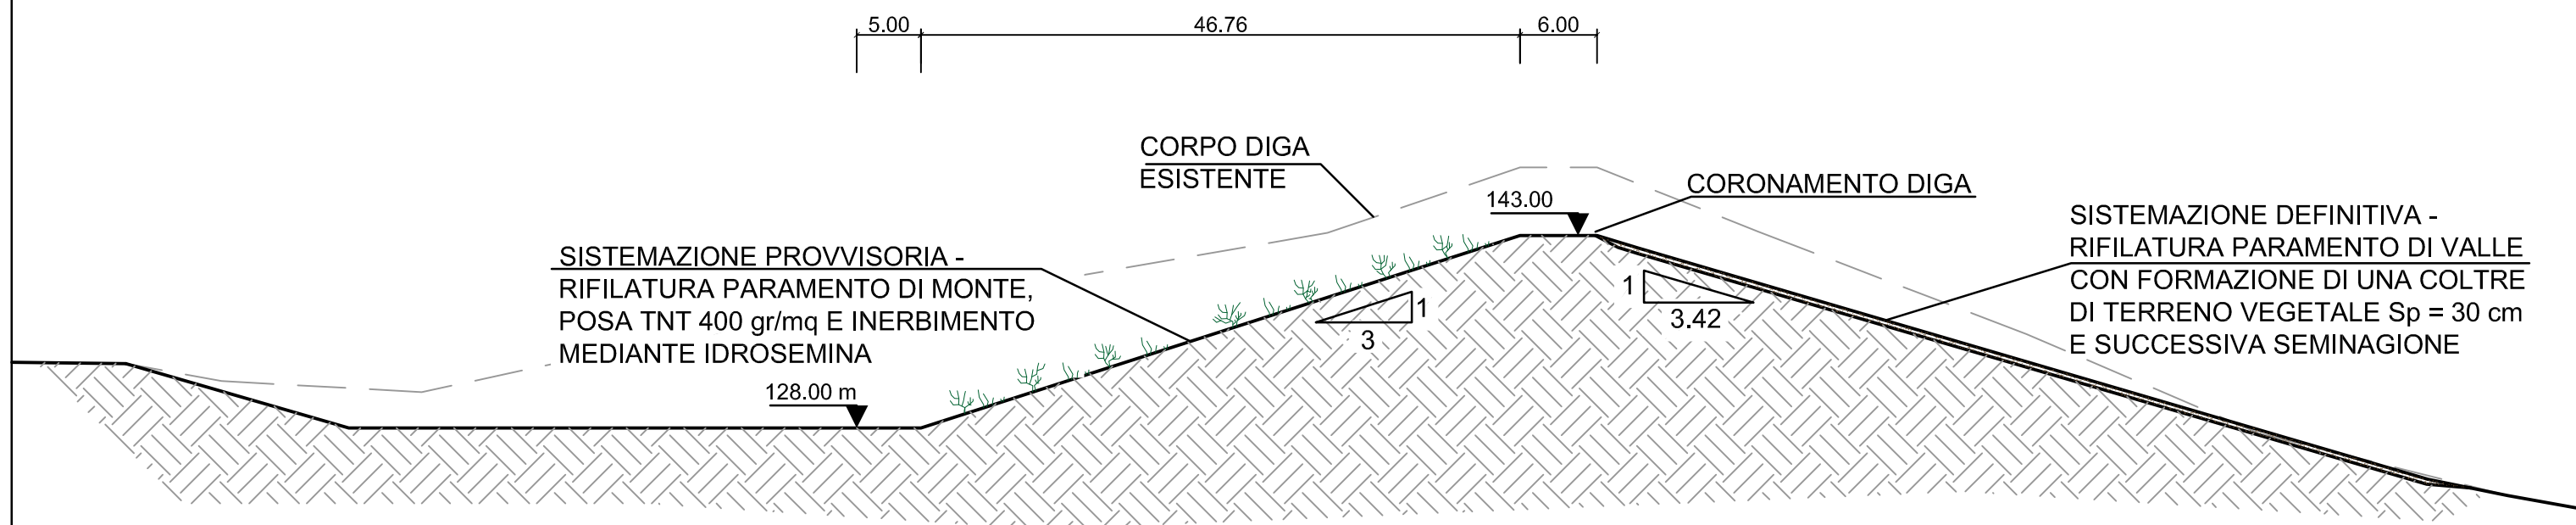 5.00
46.76
6.00
CORPO DIGA
ESISTENTE
CORONAMENTO DIGA
143.00
SISTEMAZIONE DEFINITIVA -
RIFILATURA PARAMENTO DI VALLE
CON FORMAZIONE DI UNA COLTRE
DI TERRENO VEGETALE Sp = 30 cm
E SUCCESSIVA SEMINAGIONE
SISTEMAZIONE PROVVISORIA -
RIFILATURA PARAMENTO DI MONTE,
POSA TNT 400 gr/mq E INERBIMENTO
MEDIANTE IDROSEMINA
1
3
1
3.42
128.00 m